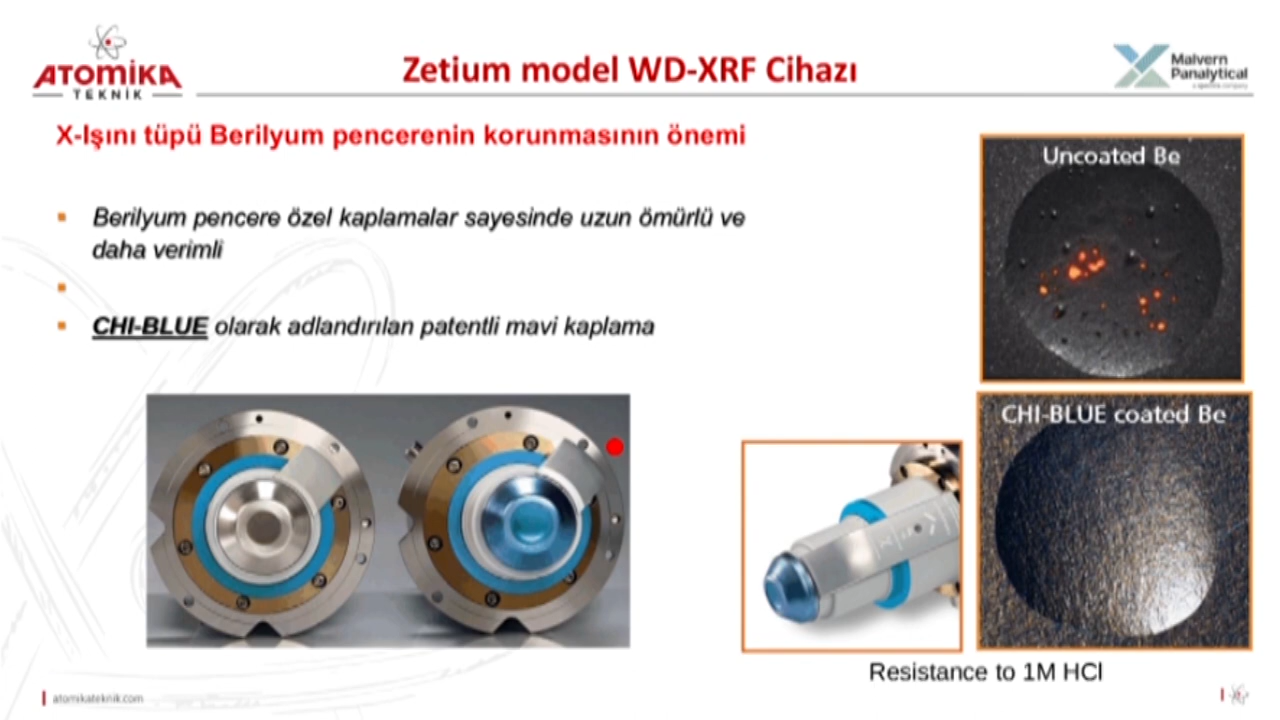 ATOMİKA
TEKNİK
Zetium model WD-XRF Cihazı
Malvern
Panalytical
a spectris company
X-Işını tüpü Berilyum pencerenin korunmasının önemi
Berilyum pencere özel kaplamalar sayesinde uzun ömürlü ve
daha verimli
CHI-BLUE olarak adlandırılan patentli mavi kaplama
Uncoated Be
CHI-BLUE coated Be
Resistance to 1M HCl
atomikateknik.com